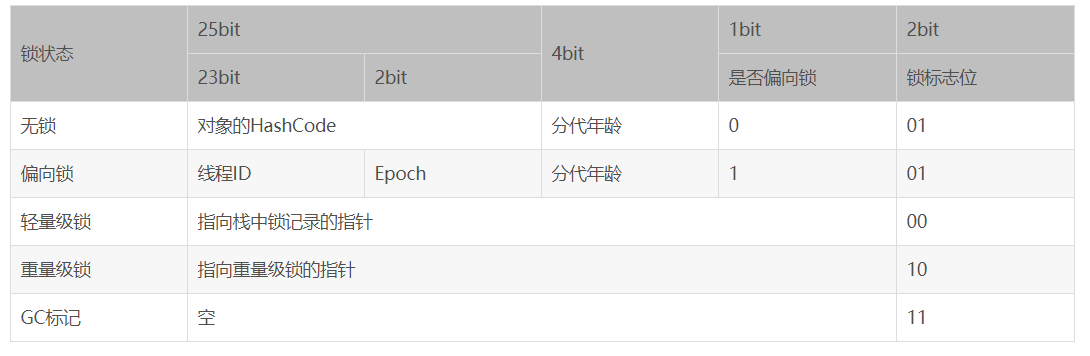 锁状态 25bit 4bit 1bit 2bit
23bit 2bit 是否偏向锁 锁标志位
无锁 对象的HashCode 分代年龄 0 01
偏向锁 线程ID Epoch 分代年龄 1 01
轻量级锁 指向栈中锁记录的指针 00
重量级锁 指向重量级锁的指针 10
GC标记 空 11